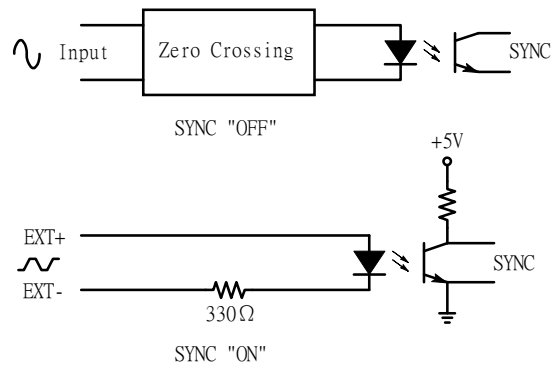 Input
Zero Crossing
SYNC
SYNC "OFF"
+5V
EXT+
EXT-
330Ω
SYNC
SYNC "ON"